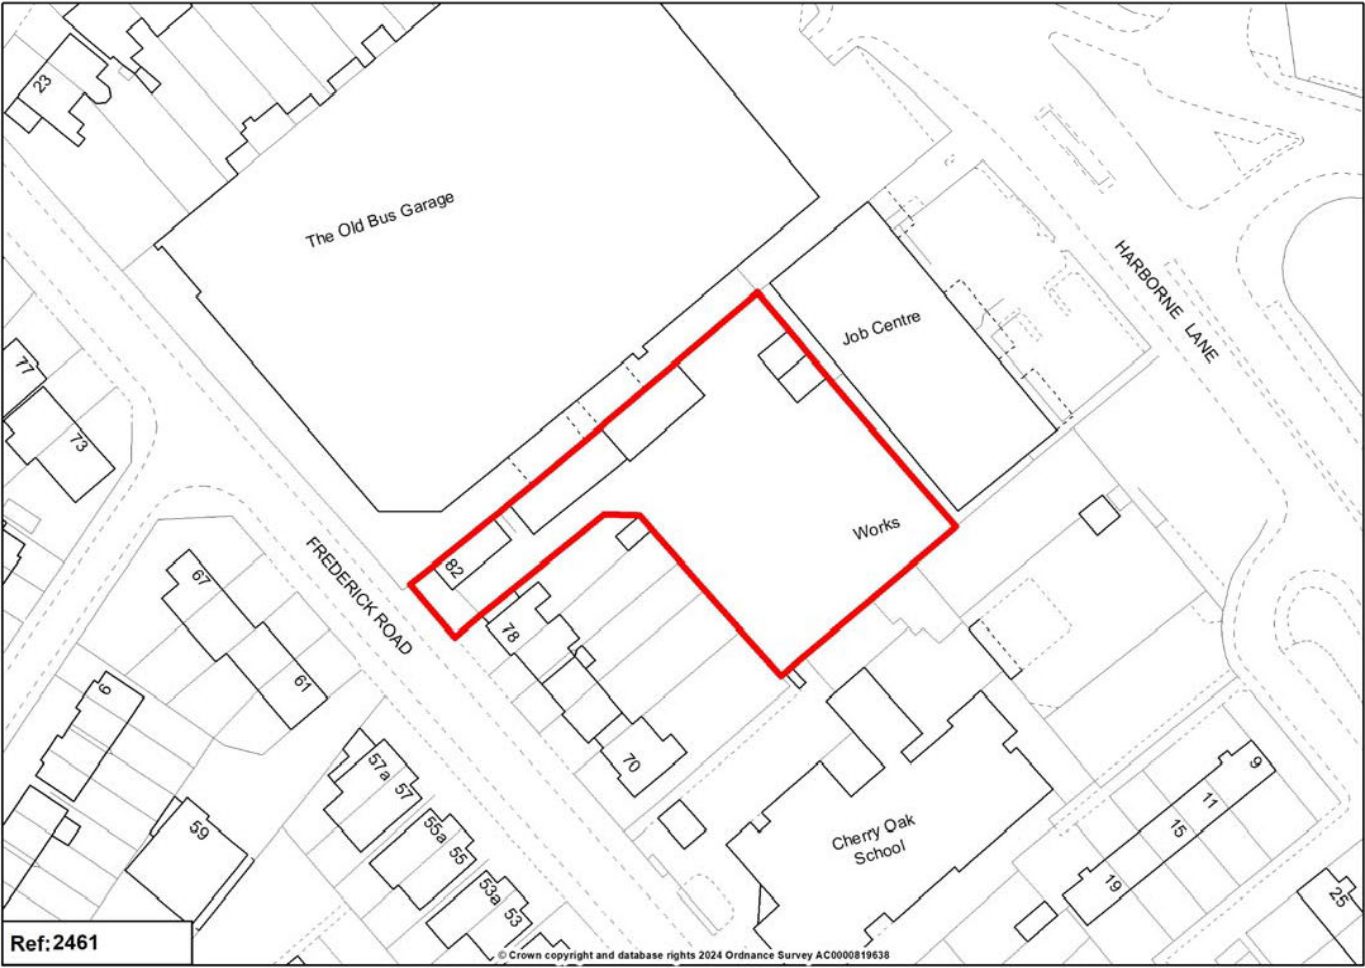 23
The Old Bus Garage
HARBORNE LANE
Job Centre
77
73
Works
82
FREDERICK ROAD
67
78
61
9
70
57a 57
9
11
15
59
55a 55
Cherry Oak
School
19
53a 53
25
Ref:2461
© Crown copyright and database rights 2024 Ordnance Survey AC0000819638